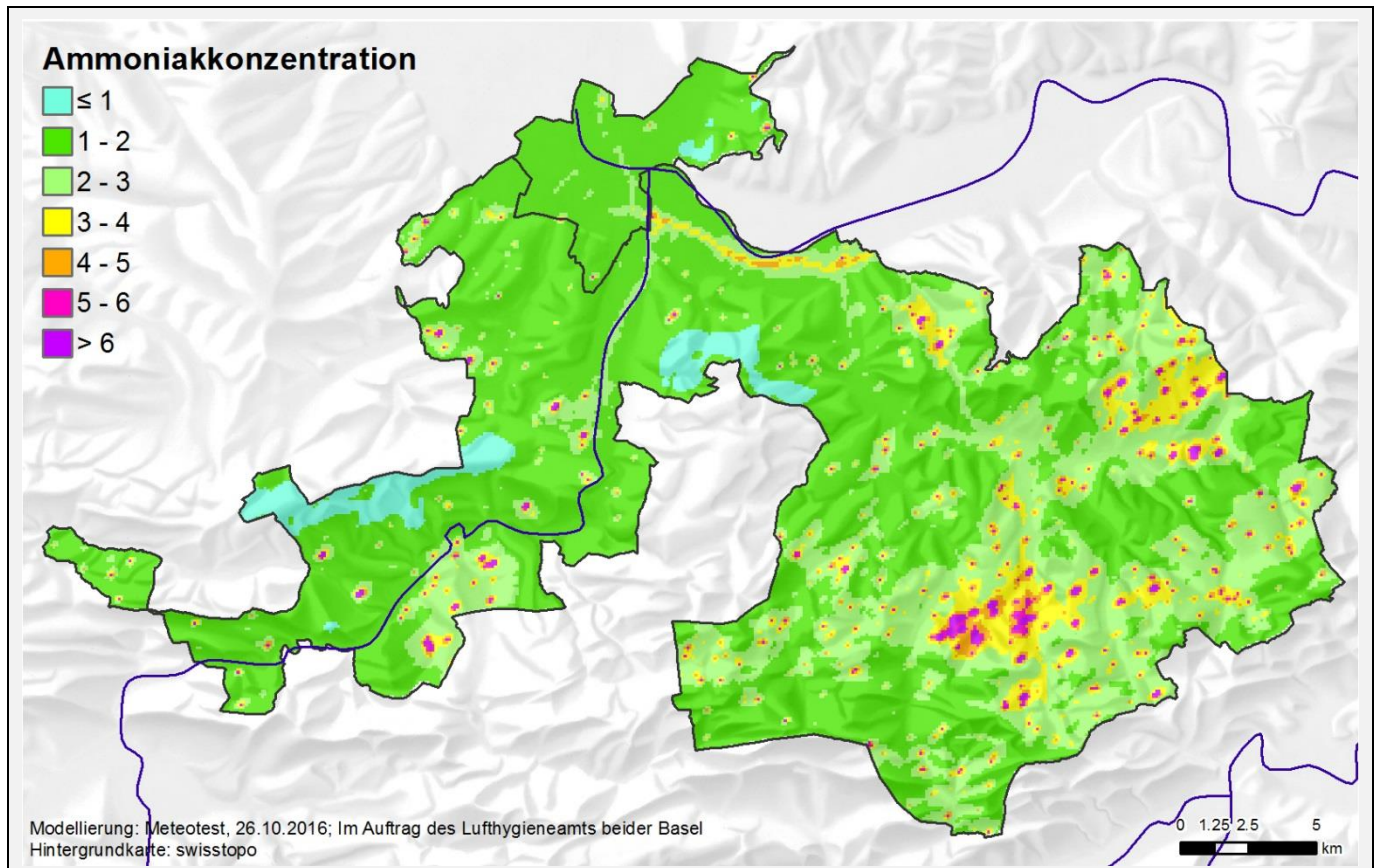 Ammoniakkonzentration
≤ 1
1 - 2
2 - 3
3 - 4
4 - 5
5 - 6
> 6
Modellierung: Meteotest, 26.10.2016; Im Auftrag des Lufthygieneamts beider Basel
Hintergrundkarte: swisstopo
0 1.25 2.5 5
km